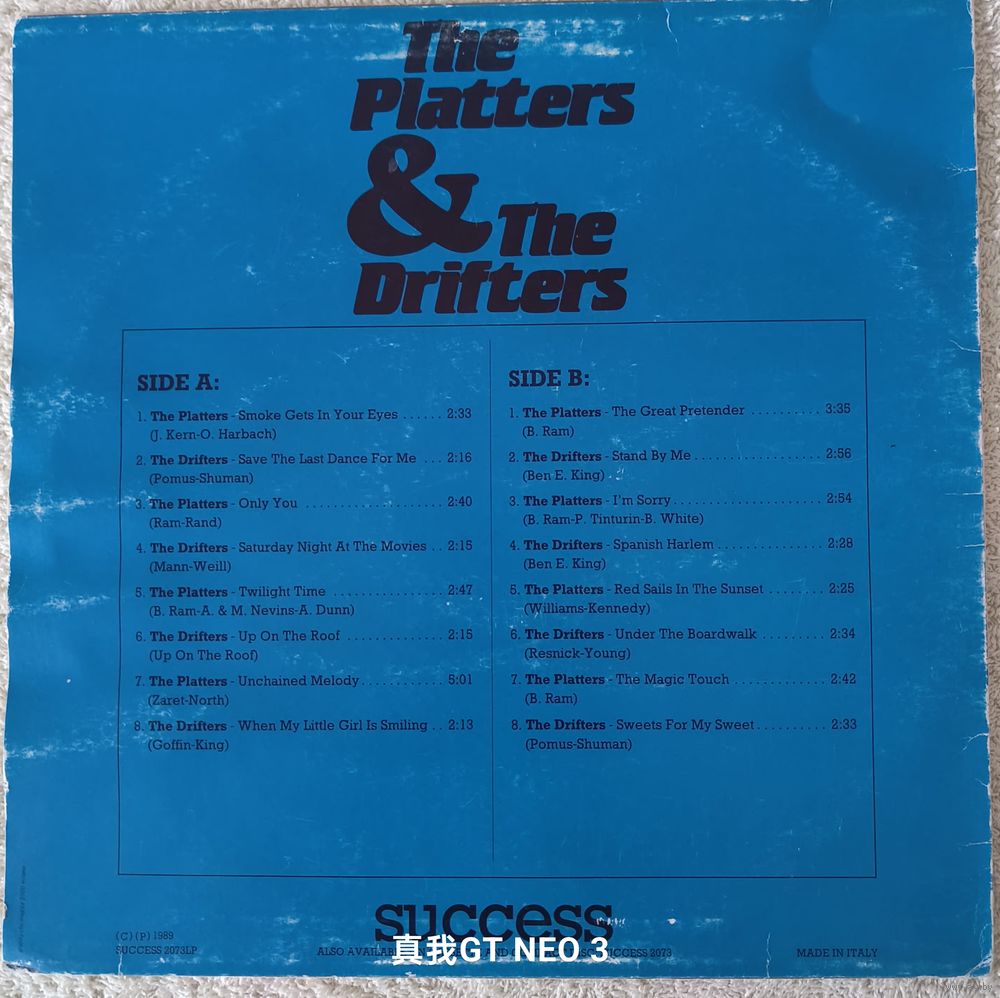 The
Platters
& The
Drifters
SIDE A:
1. The Platters - Smoke Gets In Your Eyes ...... 2:33
(J. Kern-O. Harbach)
2. The Drifters - Save The Last Dance For Me ... 2:16
(Pomus-Shuman)
3. The Platters - Only You .................. 2:40
(Ram-Rand)
4. The Drifters - Saturday Night At The Movies .. 2:15
(Mann-Weill)
5. The Platters - Twilight Time .............. 2:47
(B. Ram-A. & M. Nevins-A. Dunn)
6. The Drifters - Up On The Roof ............ 2:15
(Up On The Roof)
7. The Platters - Unchained Melody ............ 5:01
(Zaret-North)
8. The Drifters - When My Little Girl Is Smiling .. 2:13
(Goffin-King)
SIDE B:
1. The Platters - The Great Pretender .......... 3:35
(B. Ram)
2. The Drifters - Stand By Me ................ 2:56
(Ben E. King)
3. The Platters - I'm Sorry ................... 2:54
(B. Ram-P. Tinturin-B. White)
4. The Drifters - Spanish Harlem ............. 2:28
(Ben E. King)
5. The Platters - Red Sails In The Sunset ........ 2:25
(Williams-Kennedy)
6. The Drifters - Under The Boardwalk ......... 2:34
(Resnick-Young)
7. The Platters - The Magic Touch ............ 2:42
(B. Ram)
8. The Drifters - Sweets For My Sweet .......... 2:33
(Pomus-Shuman)
success
(C) (P) 1989
SUCCESS 2073LP
ALSO AND SUCCESS 2073
MADE IN ITALY
真我GT NEO 3